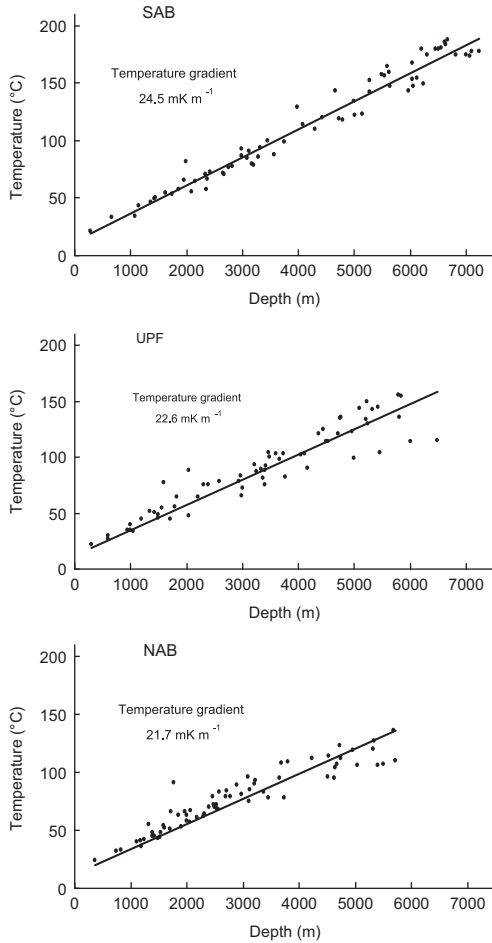 SAB
Temperature gradient
24.5 mK m⁻¹
Temperature (°C)
200
150
100
50
0
0 1000 2000 3000 4000 5000 6000 7000
Depth (m)
UPF
Temperature gradient
22.6 mK m⁻¹
Temperature (°C)
200
150
100
50
0
0 1000 2000 3000 4000 5000 6000 7000
Depth (m)
NAB
Temperature gradient
21.7 mK m⁻¹
Temperature (°C)
200
150
100
50
0
0 1000 2000 3000 4000 5000 6000 7000
Depth (m)